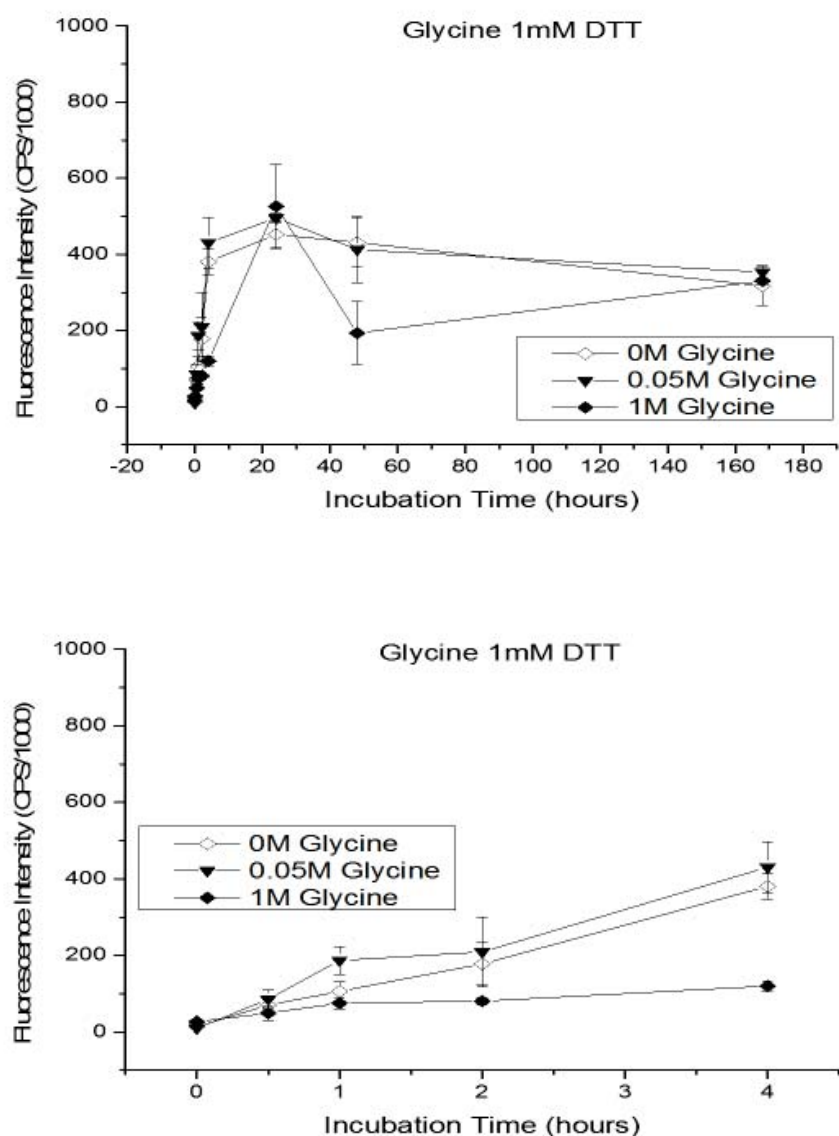 Glycine 1mM DTT
1000
800
600
400
200
0
Fluorescence Intensity (CPS/1000)
0M Glycine
0.05M Glycine
1M Glycine
-20 0 20 40 60 80 100 120 140 160 180
Incubation Time (hours)
Glycine 1mM DTT
1000
800
600
400
200
0
Fluorescence Intensity (CPS/1000)
0M Glycine
0.05M Glycine
1M Glycine
0 1 2 3 4
Incubation Time (hours)